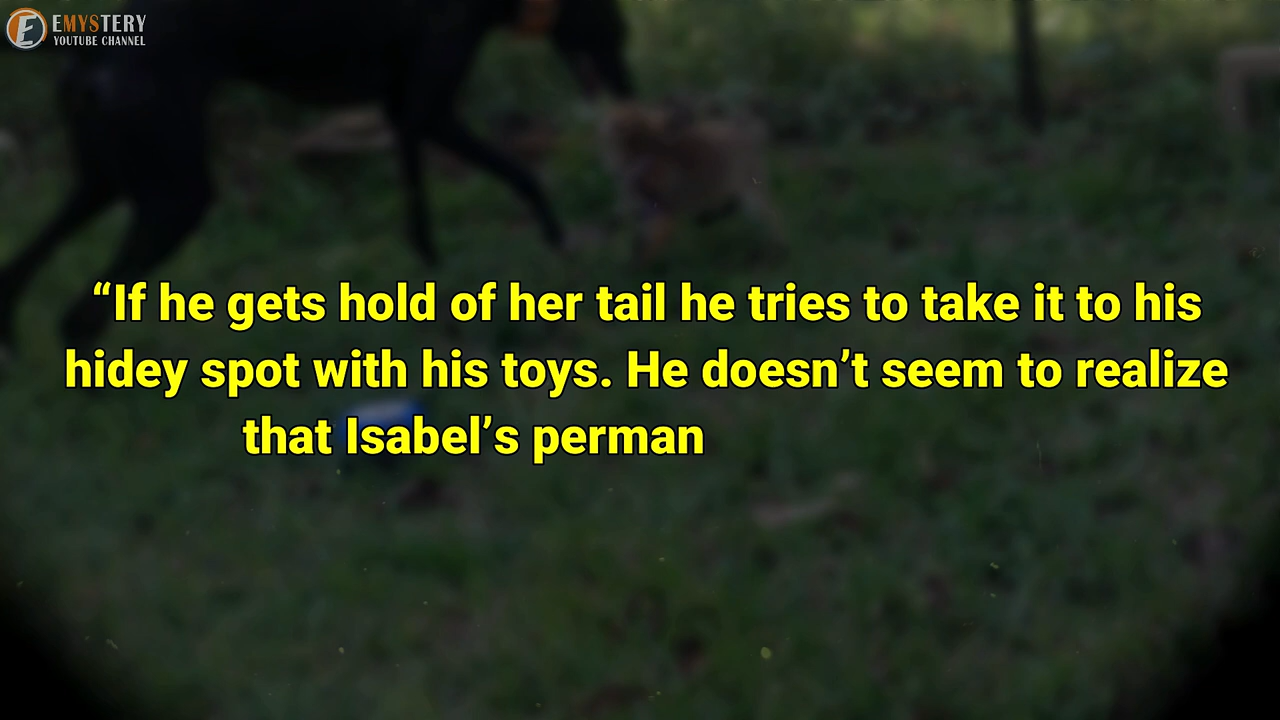 EMYSTERY
YOUTUBE CHANNEL
“If he gets hold of her tail he tries to take it to his
hidey spot with his toys. He doesn’t seem to realize
that Isabel’s perman